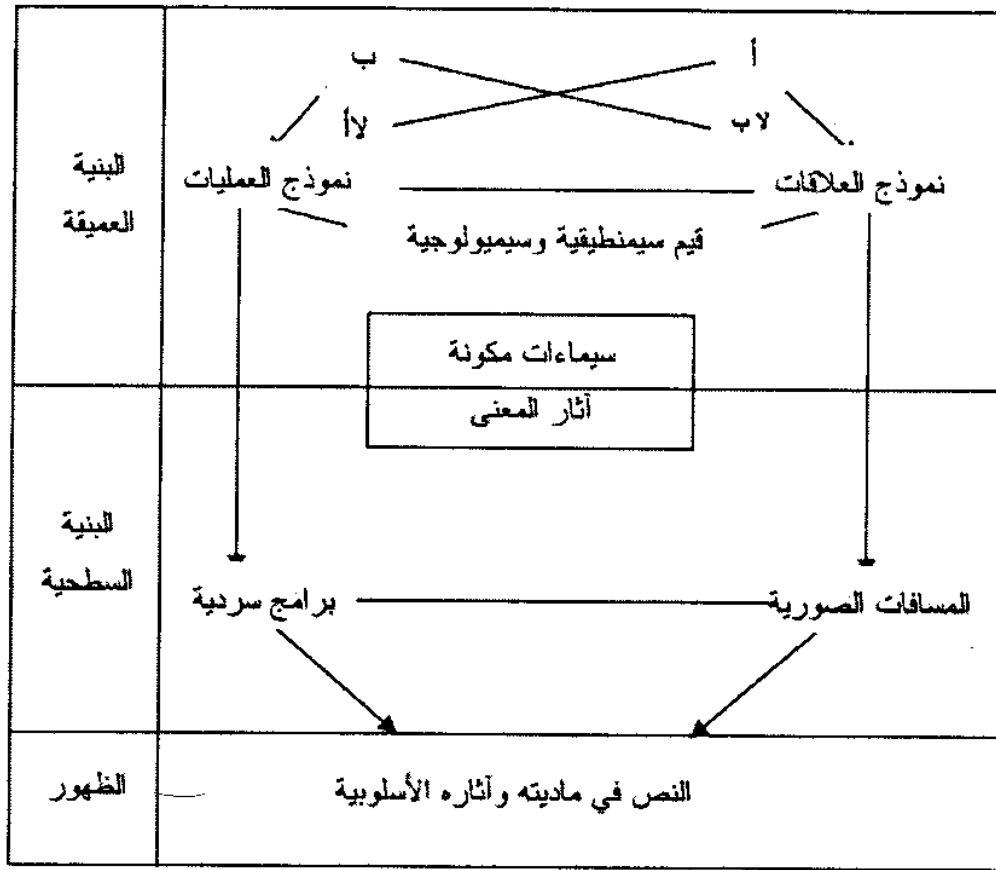 أ
ب
لا ب
لاأ
البنية
العميقة
نموذج العلاقات
نموذج العمليات
قيم سيمنطيقية وسيميولوجية
سيماءات مكونة
آثار المعنى
البنية
السطحية
المسافات الصورية
برامج سردية
الظهور
النص في ماديته وآثاره الأسلوبية